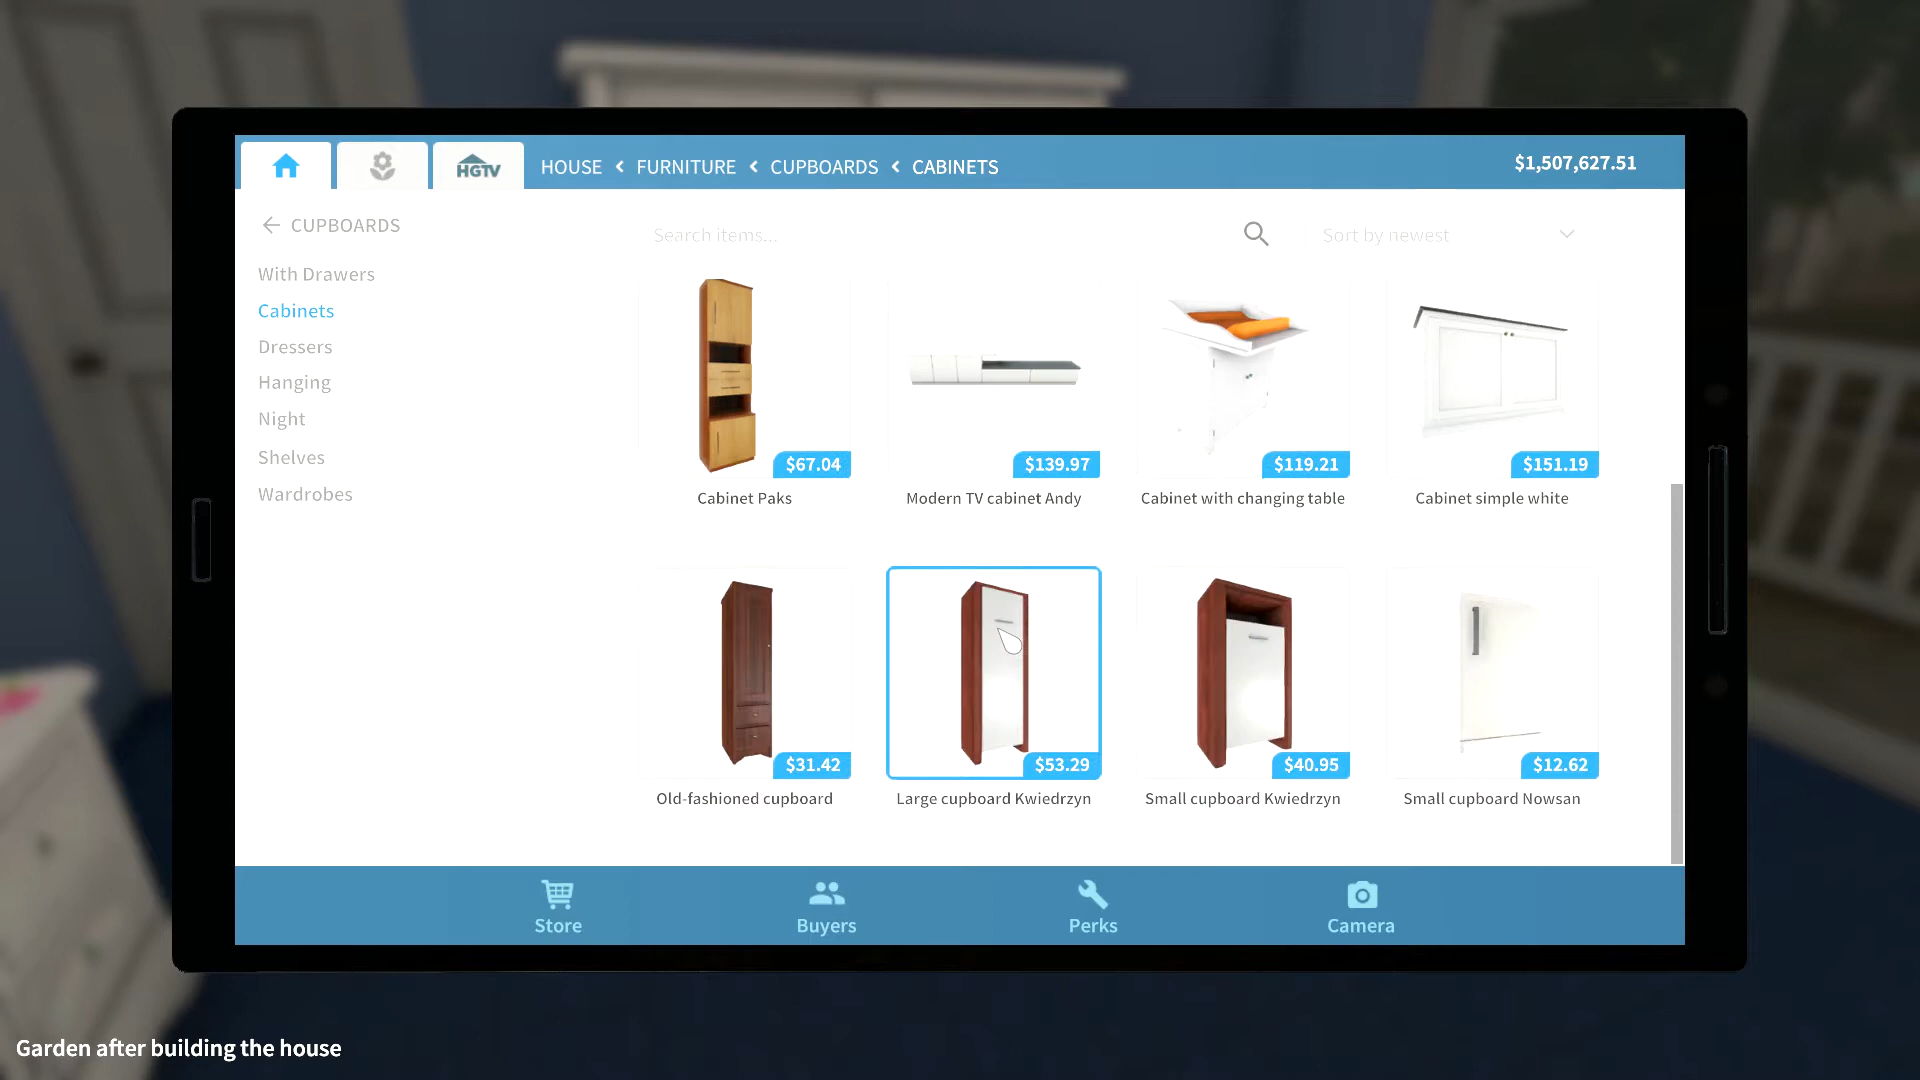 HGTV
HOUSE < FURNITURE < CUPBOARDS < CABINETS
$1,507,627.51
CUPBOARDS
With Drawers
Cabinets
Dressers
Hanging
Night
Shelves
Wardrobes
Search items...
Sort by newest
$67.04
$139.97
$119.21
$151.19
Cabinet Paks
Modern TV cabinet Andy
Cabinet with changing table
Cabinet simple white
$31.42
$53.29
$40.95
$12.62
Old-fashioned cupboard
Large cupboard Kwiedrzyn
Small cupboard Kwiedrzyn
Small cupboard Nowsan
Store
Buyers
Perks
Camera
Garden after building the house